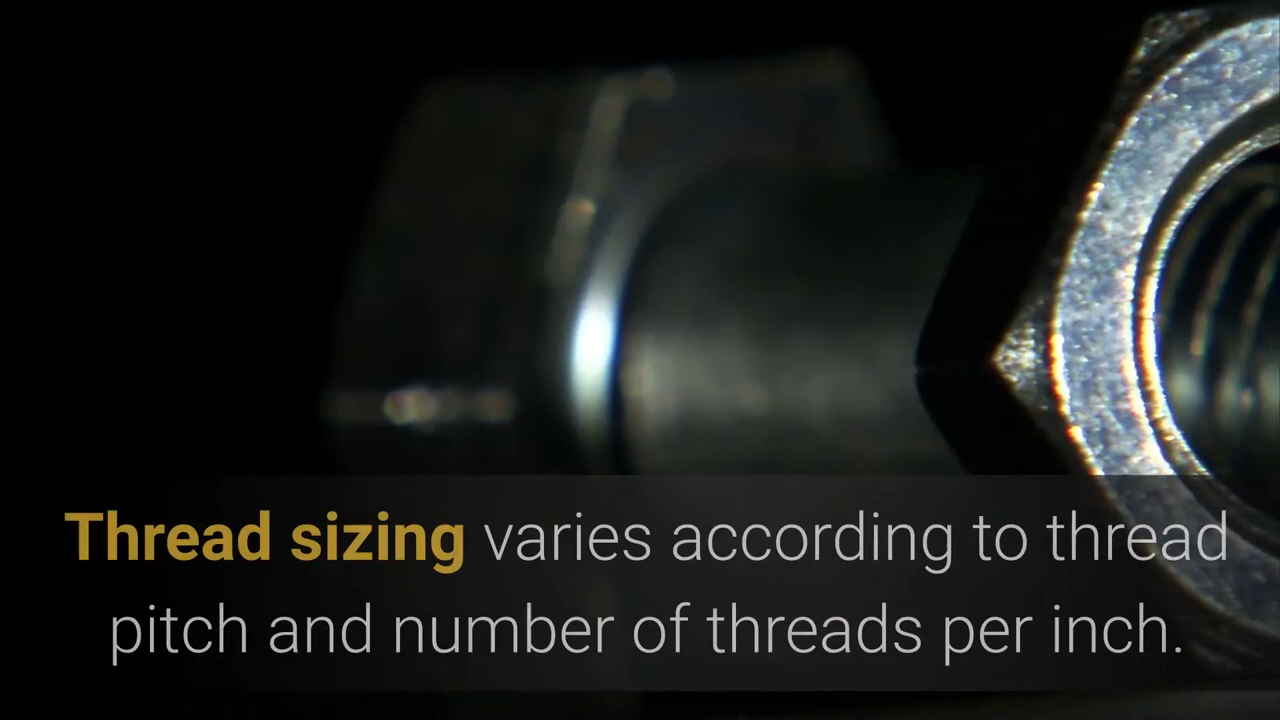 Thread sizing varies according to thread
pitch and number of threads per inch.